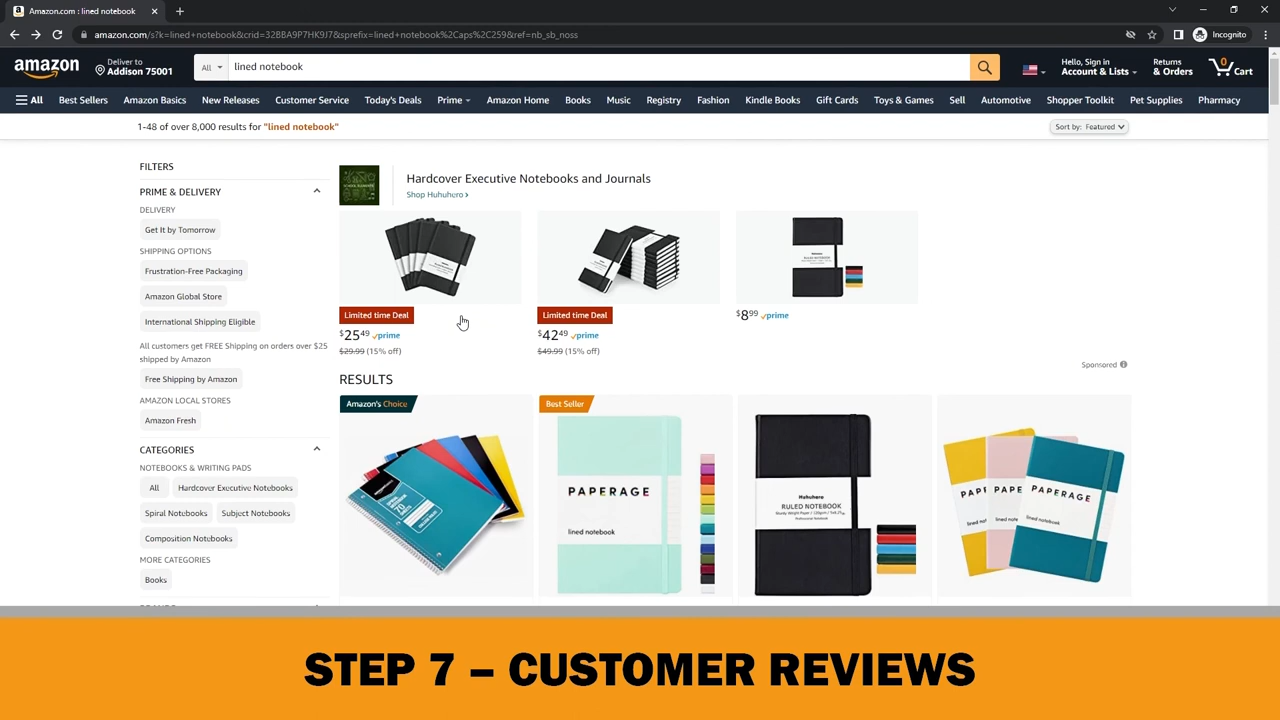 Amazon.com : lined notebook
amazon.com/s?k=lined+notebook&crid=32BBA9P7HK9J7&sprefix=lined+notebook%2Caps%2C259&ref=nb_sb_noss
Incognito
amazon
Deliver to
Addison 75001
All
lined notebook
Hello, Sign in
Account & Lists
Returns
& Orders
0
Cart
All
Best Sellers
Amazon Basics
New Releases
Customer Service
Today's Deals
Prime
Amazon Home
Books
Music
Registry
Fashion
Kindle Books
Gift Cards
Toys & Games
Sell
Automotive
Shopper Toolkit
Pet Supplies
Pharmacy
1-48 of over 8,000 results for "lined notebook"
Sort by: Featured
FILTERS
PRIME & DELIVERY
DELIVERY
Get It by Tomorrow
SHIPPING OPTIONS
Frustration-Free Packaging
Amazon Global Store
International Shipping Eligible
All customers get FREE Shipping on orders over $25
shipped by Amazon
Free Shipping by Amazon
AMAZON LOCAL STORES
Amazon Fresh
CATEGORIES
NOTEBOOKS & WRITING PADS
All
Hardcover Executive Notebooks
Spiral Notebooks
Subject Notebooks
Composition Notebooks
MORE CATEGORIES
Books
Hardcover Executive Notebooks and Journals
Shop Huhuhero ›
Limited time Deal
$25 49 prime
$29.99 (15% off)
Limited time Deal
$42 49 prime
$49.99 (15% off)
$8 99 prime
Sponsored
RESULTS
Amazon's Choice
Best Seller
PAPERAGE
lined notebook
Huhuhero
RULED NOTEBOOK
PAPERAGE
lined notebook
STEP 7 – CUSTOMER REVIEWS